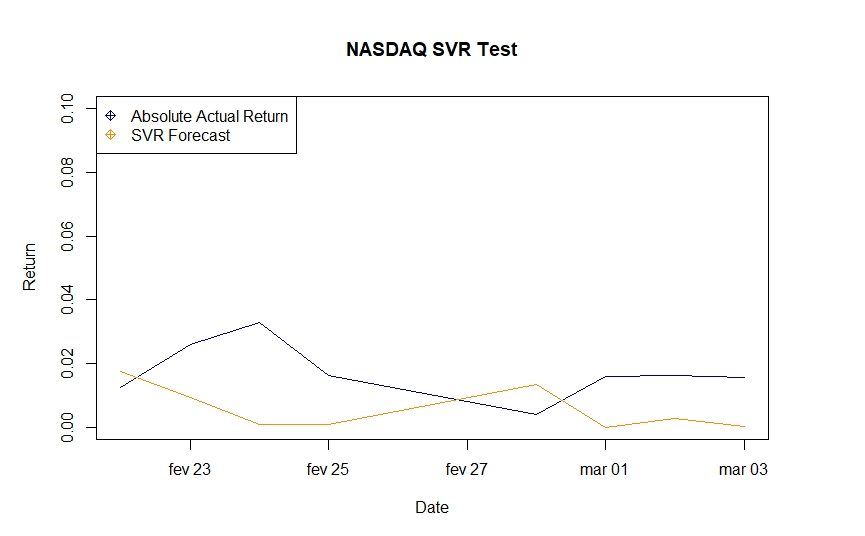 NASDAQ SVR Test
Absolute Actual Return
SVR Forecast
0.10
0.08
0.06
0.04
0.02
0.00
Return
fev 23 fev 25 fev 27 mar 01 mar 03
Date